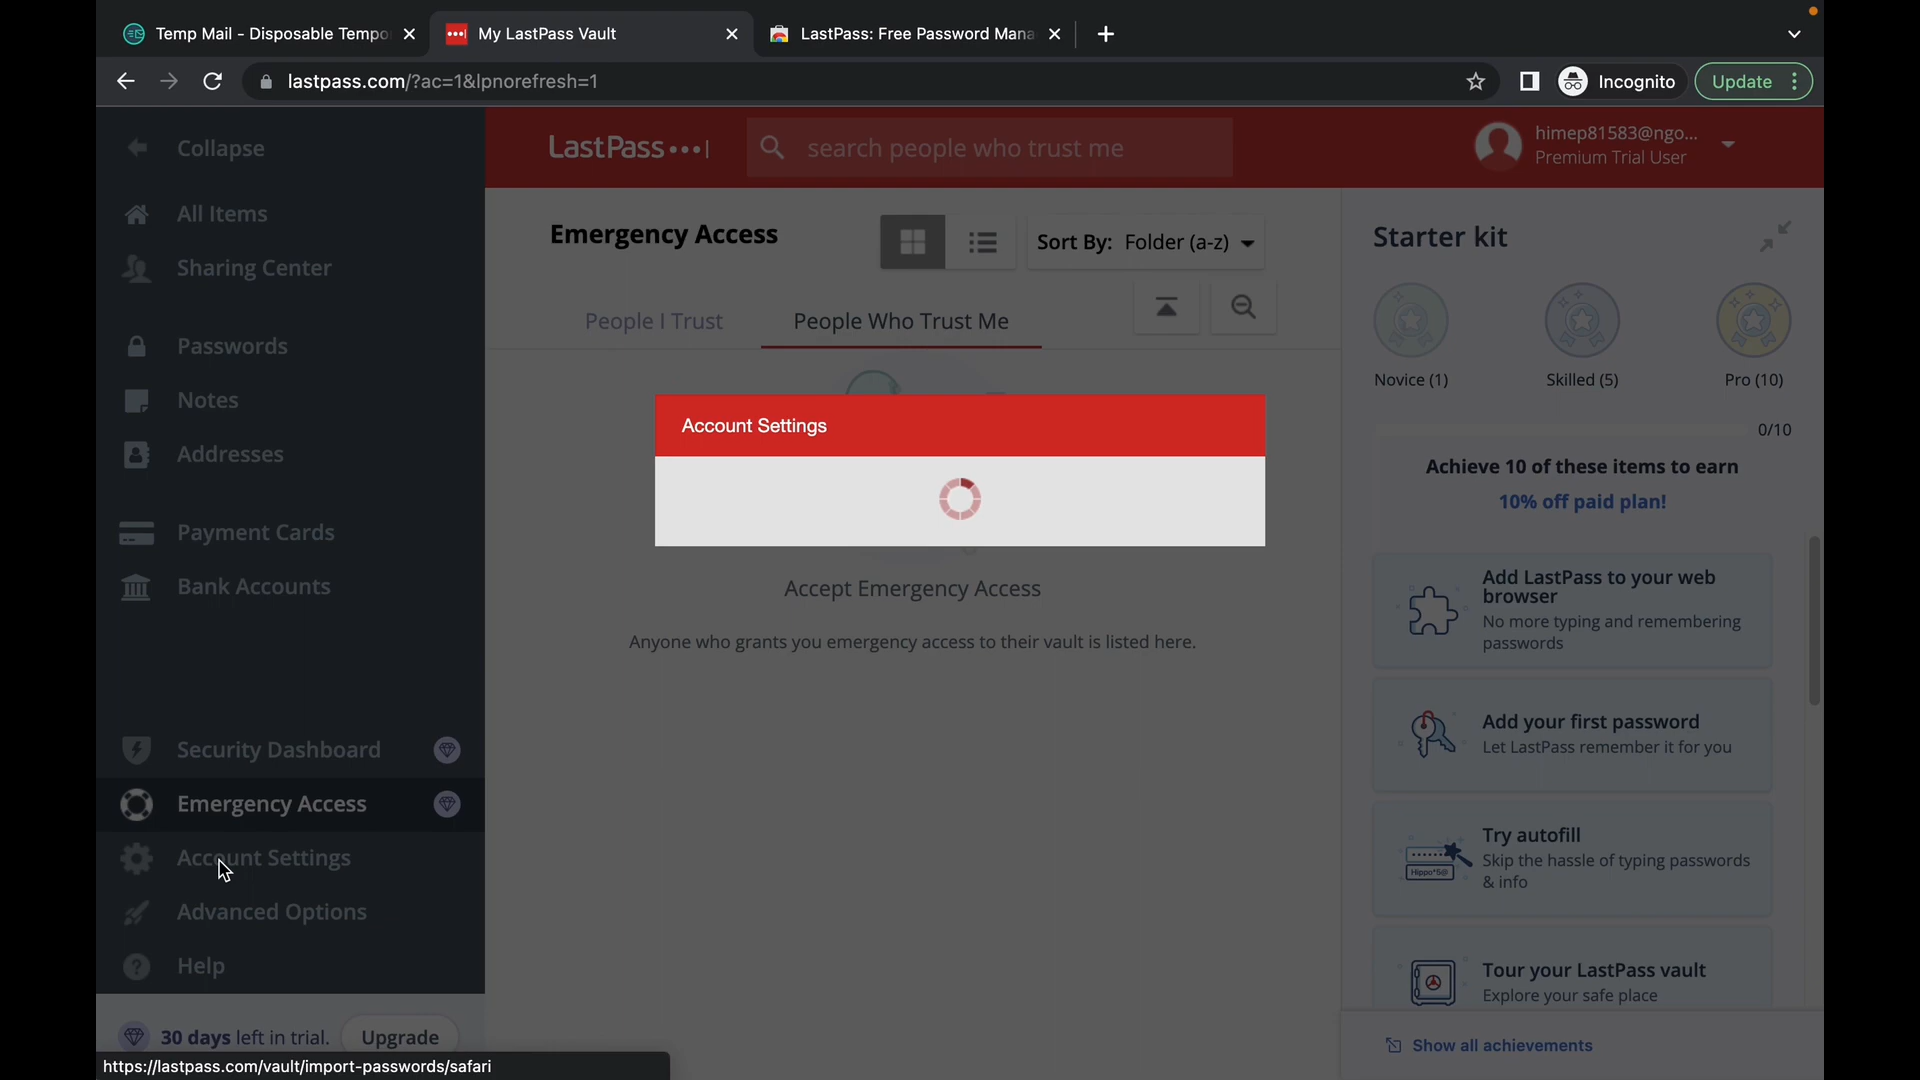 Temp Mail - Disposable Tempo
My LastPass Vault
LastPass: Free Password Mana
lastpass.com/?ac=1&lpnorefresh=1
Incognito
Update
Collapse
All Items
Sharing Center
Passwords
Notes
Addresses
Payment Cards
Bank Accounts
Security Dashboard
Emergency Access
Account Settings
Advanced Options
Help
30 days left in trial.
Upgrade
https://lastpass.com/vault/import-passwords/safari
LastPass
search people who trust me
himep81583@ngo...
Premium Trial User
Emergency Access
Sort By: Folder (a-z)
People I Trust
People Who Trust Me
Account Settings
Accept Emergency Access
Anyone who grants you emergency access to their vault is listed here.
Starter kit
Novice (1)
Skilled (5)
Pro (10)
0/10
Achieve 10 of these items to earn
10% off paid plan!
Add LastPass to your web
browser
No more typing and remembering
passwords
Add your first password
Let LastPass remember it for you
Hippo*5@
Try autofill
Skip the hassle of typing passwords
& info
Tour your LastPass vault
Explore your safe place
Show all achievements